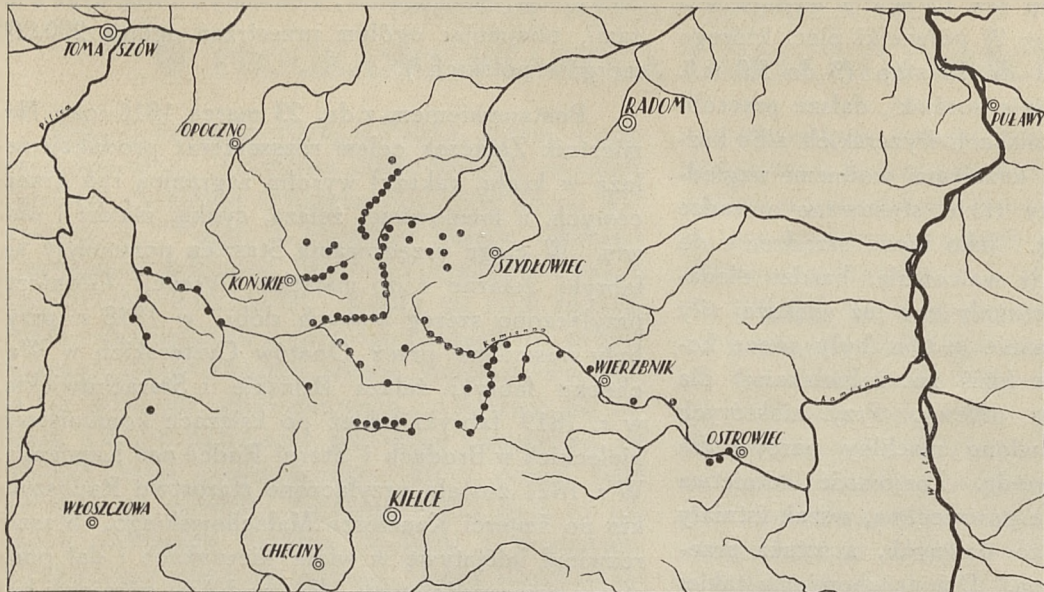 TOMASZÓW
Pilica
OPOCZNO
RADOM
PUŁAWY
SZYDŁOWIEC
KOŃSKIE
Kamienna
WIERZBNIK
Kamienna
OSTROWIEC
Wisła
WŁOSZCZOWA
KIELCE
CHĘCINY